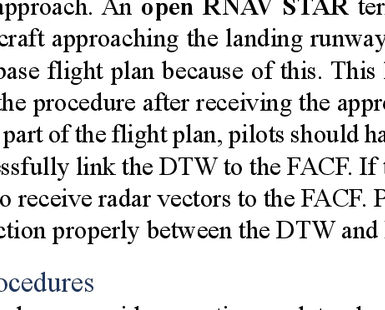 approach. An open RNAV STAR ter
craft approaching the landing runway
base flight plan because of this. This
the procedure after receiving the appr
part of the flight plan, pilots should ha
essfully link the DTW to the FACF. If
o receive radar vectors to the FACF. P
ction properly between the DTW and
ocedures